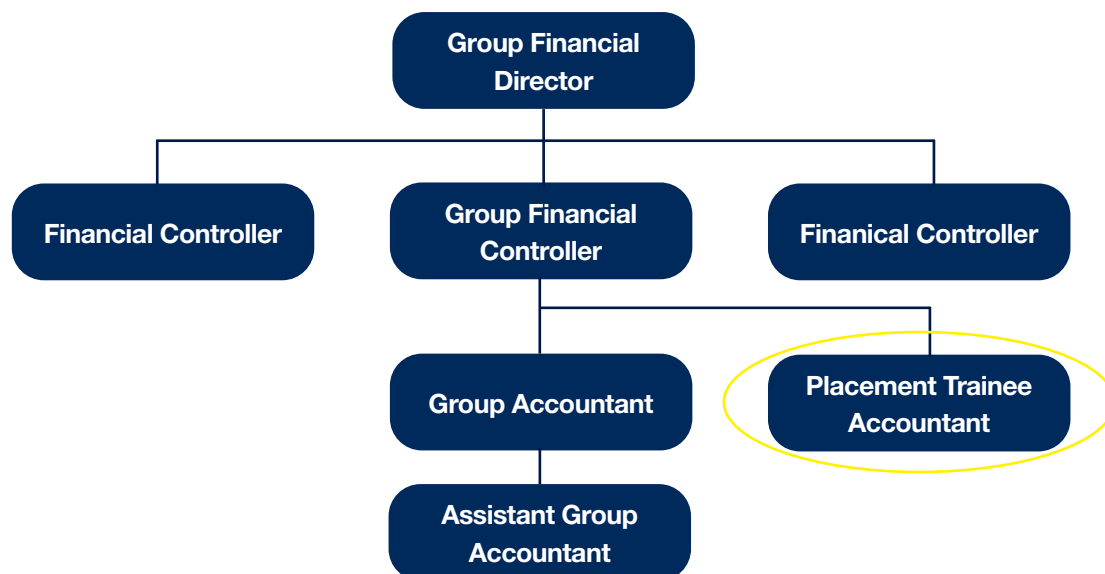 Group Financial
Director
Financial Controller
Group Financial
Controller
Finanical Controller
Group Accountant
Placement Trainee
Accountant
Assistant Group
Accountant